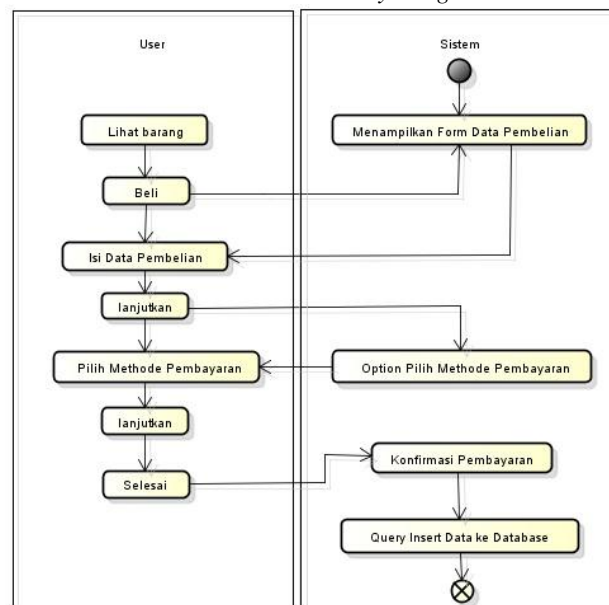 User
Sistem
Lihat barang
Menampilkan Form Data Pembelian
Beli
Isi Data Pembelian
lanjutkan
Pilih Methode Pembayaran
Option Pilih Methode Pembayaran
lanjutkan
Konfirmasi Pembayaran
Selesai
Query Insert Data ke Database